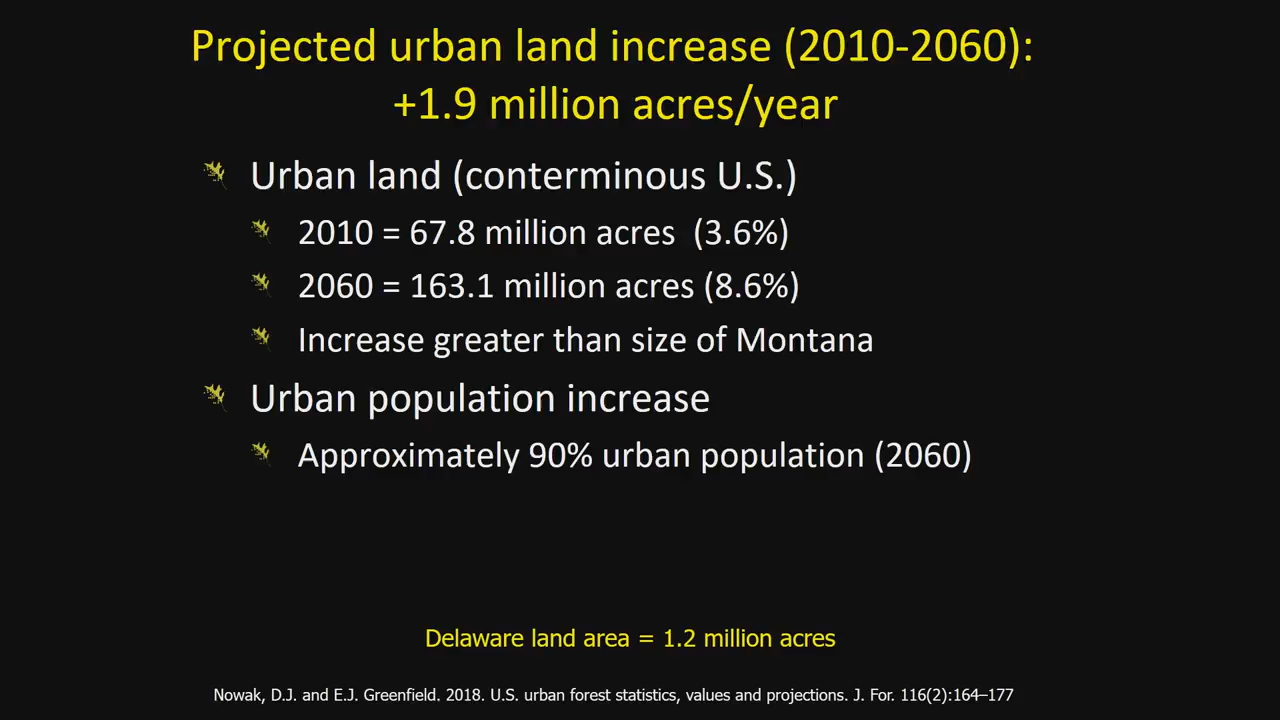 Projected urban land increase (2010-2060):
+1.9 million acres/year
Urban land (conterminous U.S.)
2010 = 67.8 million acres (3.6%)
2060 = 163.1 million acres (8.6%)
Increase greater than size of Montana
Urban population increase
Approximately 90% urban population (2060)
Delaware land area = 1.2 million acres
Nowak, D.J. and E.J. Greenfield. 2018. U.S. urban forest statistics, values and projections. J. For. 116(2):164–177